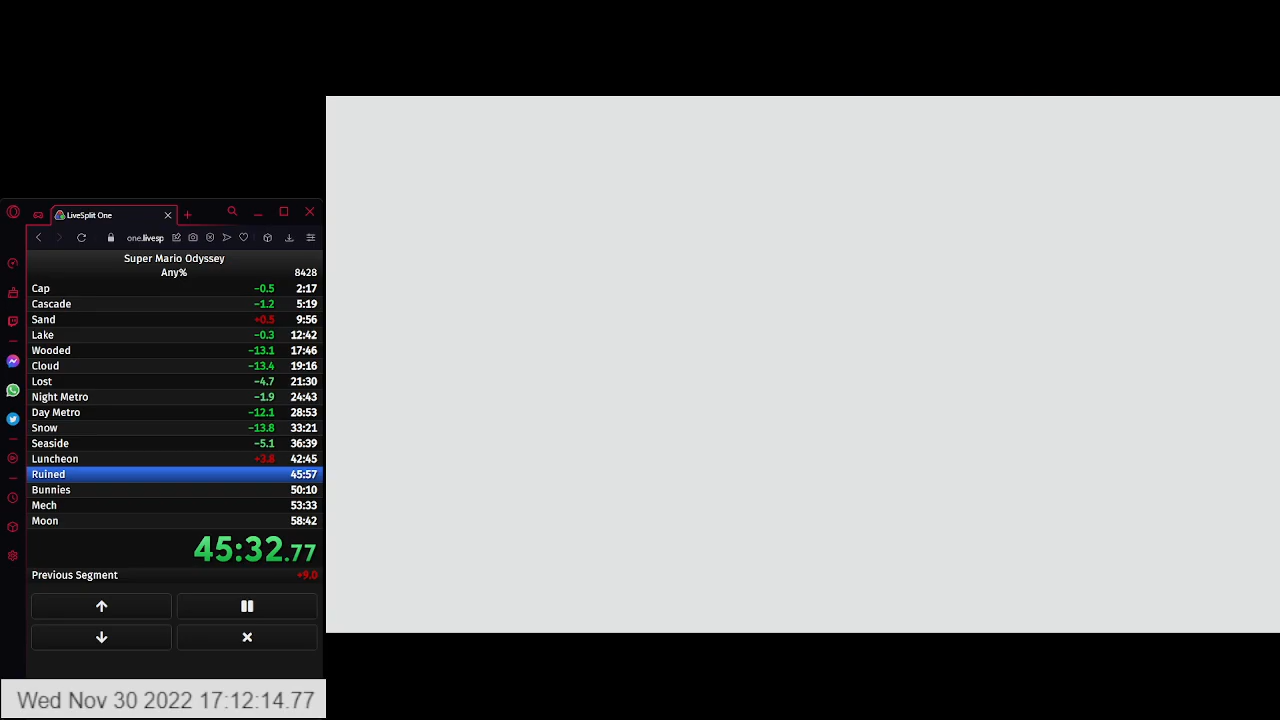 LiveSplit One
one.livesp
Super Mario Odyssey
Any% 8428
Cap −0.5 2:17
Cascade −1.2 5:19
Sand +0.5 9:56
Lake −0.3 12:42
Wooded −13.1 17:46
Cloud −13.4 19:16
Lost −4.7 21:30
Night Metro −1.9 24:43
Day Metro −12.1 28:53
Snow −13.8 33:21
Seaside −5.1 36:39
Luncheon +3.8 42:45
Ruined 45:57
Bunnies 50:10
Mech 53:33
Moon 58:42
45:32.77
Previous Segment +9.0
Wed Nov 30 2022 17:12:14.77